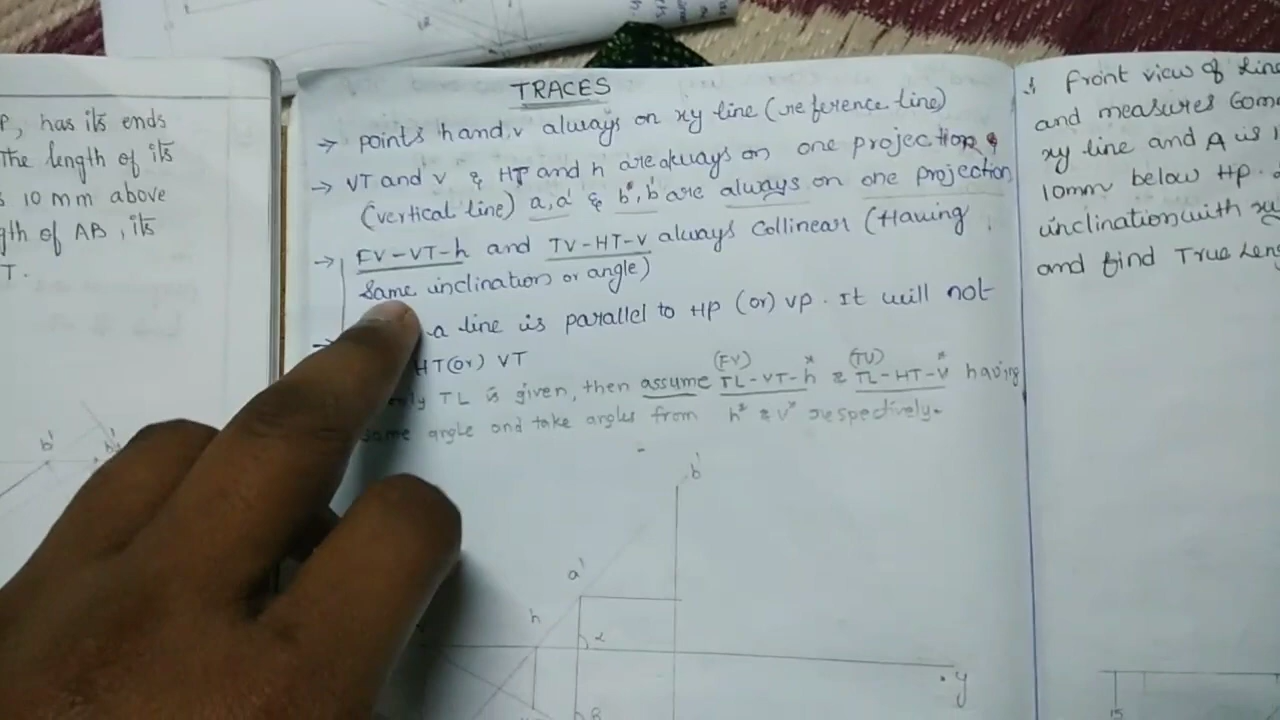 P, has its ends
The length of its
10 mm above
gth of AB, its
T.
b'
TRACES
→ points h and v always on xy line (reference line)
→ VT and v & HT and h are always on one projection
(vertical line) a, a' & b, b' are always on one projection
→ FV-VT-h and TV-HT-V always Collinear (Having
Same inclination or angle)
→ a line is parallel to HP (or) VP. It will not
HT(or) VT
(FV) (TV)
TL is given, then assume TL-VT-h* & TL-HT-V* having
same angle and take angles from h* & v* respectively.
b'
a'
h
y
Front view of Line
and measures 60m
xy line and A is 1
10mm below HP.
inclination with xy
and find True Len
15